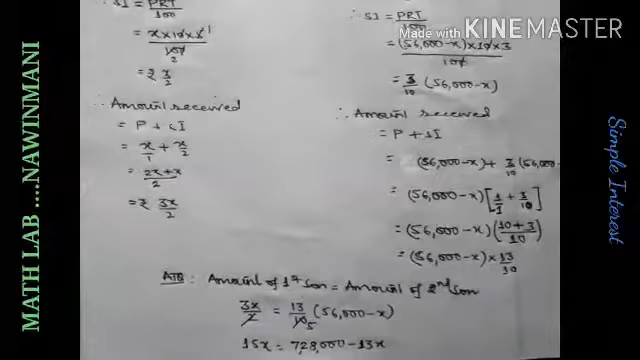 MATH LAB ....NAWINMANI
Simple Interest
Made with KINEMASTER
SI = PRT/100
= x×10×5¹/100₂
= ₹ x/2
∴ Amount received
= P + SI
= x/1 + x/2
= 2x+x/2
= ₹ 3x/2
∴ SI = PRT/100
= (56,000-x)×10×3/100
= 3/10 (56,000-x)
∴ Amount received
= P + SI
= (56,000-x) + 3/10 (56,000-
= (56,000-x) [1/1 + 3/10]
= (56,000-x) (10+3/10)
= (56,000-x) × 13/10
ATQ : Amount of 1st son = Amount of 2nd son
3x/2 = 13/10₅ (56,000-x)
15x = 728,000-13x